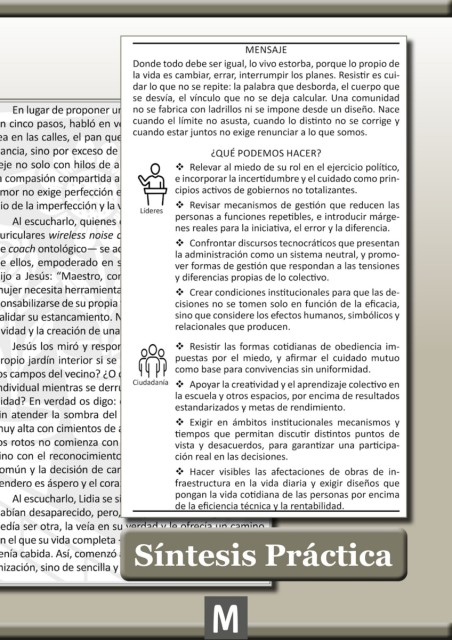 MENSAJE
Donde todo debe ser igual, lo vivo estorba, porque lo propio de
la vida es cambiar, errar, interrumpir los planes. Resistir es cui-
dar lo que no se repite: la palabra que desborda, el cuerpo que
se desvía, el vínculo que no se deja calcular. Una comunidad
no se fabrica con ladrillos ni se impone desde un diseño. Nace
cuando el límite no asusta, cuando lo distinto no se corrige y
cuando estar juntos no exige renunciar a lo que somos.
¿QUÉ PODEMOS HACER?
Líderes
❖ Relevar al miedo de su rol en el ejercicio político,
e incorporar la incertidumbre y el cuidado como prin-
cipios activos de gobiernos no totalizantes.
❖ Revisar mecanismos de gestión que reducen las
personas a funciones repetibles, e introducir márge-
nes reales para la iniciativa, el error y la diferencia.
❖ Confrontar discursos tecnocráticos que presentan
la administración como un sistema neutral, y promo-
ver formas de gestión que respondan a las tensiones
y diferencias propias de lo colectivo.
❖ Crear condiciones institucionales para que las de-
cisiones no se tomen solo en función de la eficacia,
sino que considere los efectos humanos, simbólicos y
relacionales que producen.
Ciudadanía
❖ Resistir las formas cotidianas de obediencia im-
puestas por el miedo, y afirmar el cuidado mutuo
como base para convivencias sin uniformidad.
❖ Apoyar la creatividad y el aprendizaje colectivo en
la escuela y otros espacios, por encima de resultados
estandarizados y metas de rendimiento.
❖ Exigir en ámbitos institucionales mecanismos y
tiempos que permitan discutir distintos puntos de
vista y desacuerdos, para garantizar una participa-
ción real en las decisiones.
❖ Hacer visibles las afectaciones de obras de in-
fraestructura en la vida diaria y exigir diseños que
pongan la vida cotidiana de las personas por encima
de la eficiencia técnica y la rentabilidad.
En lugar de proponer
n cinco pasos, habló en
ea en las calles, el pan que
ancia, sino por exceso de
eje no solo con hilos de
compasión compartida
mor no exige perfección
io de la imperfección y la
Al escucharlo, quienes
uriculares wireless noise
e coach ontológico— se
e ellos, empoderado en
ijo a Jesús: “Maestro,
mujer necesita herramienta
onsabilizarse de su propia
alidar su estancamiento.
vidad y la creación de una
Jesús los miró y
ropio jardín interior si se
os campos del vecino? ¿O
ndividual mientras se
lidad? En verdad os digo:
in atender la sombra del
muy alta con cimientos de
os rotos no comienza con
ino con el reconocimiento
omún y la decisión de
endero es áspero y el
Al escucharlo, Lidia se
abían desaparecido, pero,
edía ser otra, la veía en su verdad y le ofrecía un camino
n el que su vida completa
enía cabida. Así, comenzó
nización, sino de sencilla y
Síntesis Práctica
M